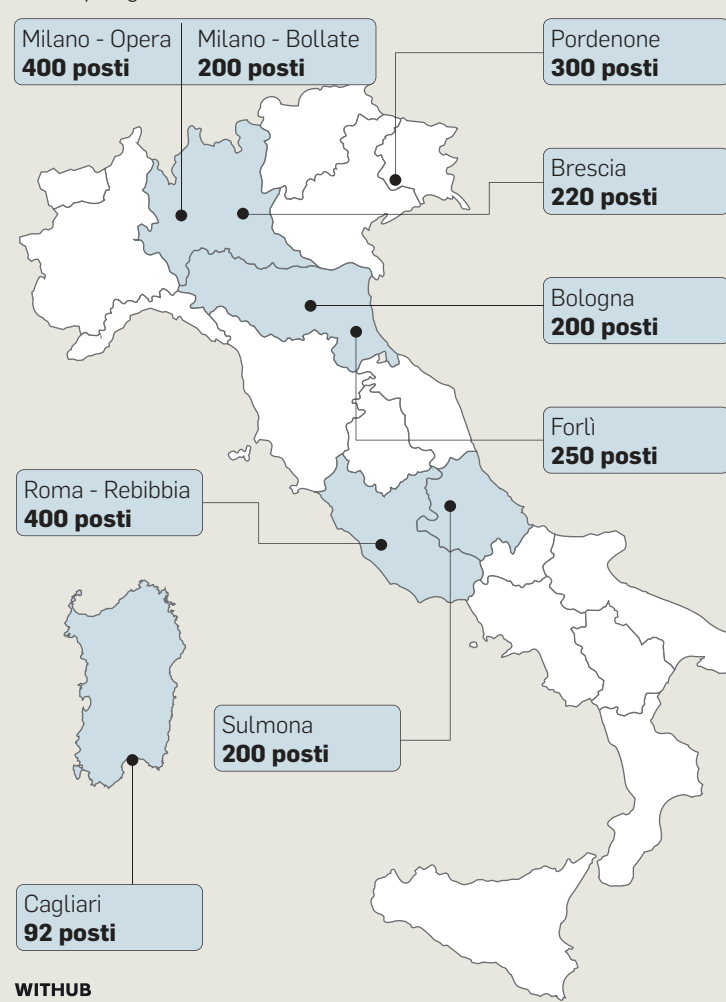 Milano - Opera
400 posti
Milano - Bollate
200 posti
Pordenone
300 posti
Brescia
220 posti
Bologna
200 posti
Forlì
250 posti
Roma - Rebibbia
400 posti
Sulmona
200 posti
Cagliari
92 posti
WITHUB